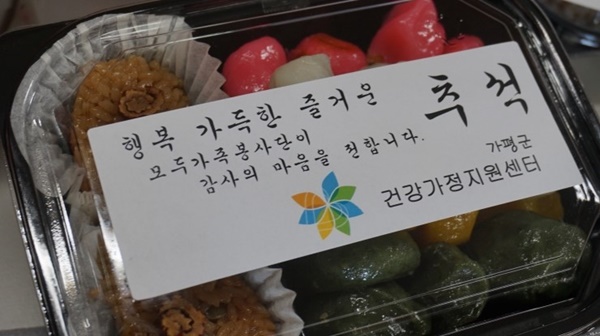 행복 가득한 즐거운 추척
모두가족봉사단이
감사의 마음을 전합니다.
가평군
건강가정지원센터